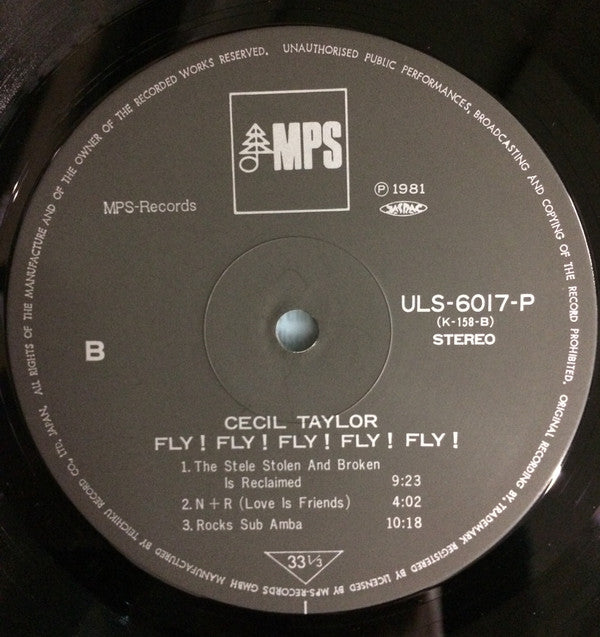 ALL RIGHTS OF THE MANUFACTURE AND OF THE OWNER OF THE RECORDED WORKS RESERVED. UNAUTHORISED PUBLIC PERFORMANCES, BROADCASTING AND COPYING OF THE RECORD PROHIBITED. ORIGINAL RECORDING BY, TRADEMARK REGISTERED BY LICENSED BY MPS-RECORDS GMBH MANUFACTURED BY TEICHIKU RECORD CO., LTD. JAPAN.
MPS
MPS-Records
Ⓟ 1981
JASRAC
ULS-6017-P
(K-158-B)
STEREO
B
CECIL TAYLOR
FLY! FLY! FLY! FLY! FLY!
1. The Stele Stolen And Broken
Is Reclaimed 9:23
2. N+R (Love Is Friends) 4:02
3. Rocks Sub Amba 10:18
33 1/3
I